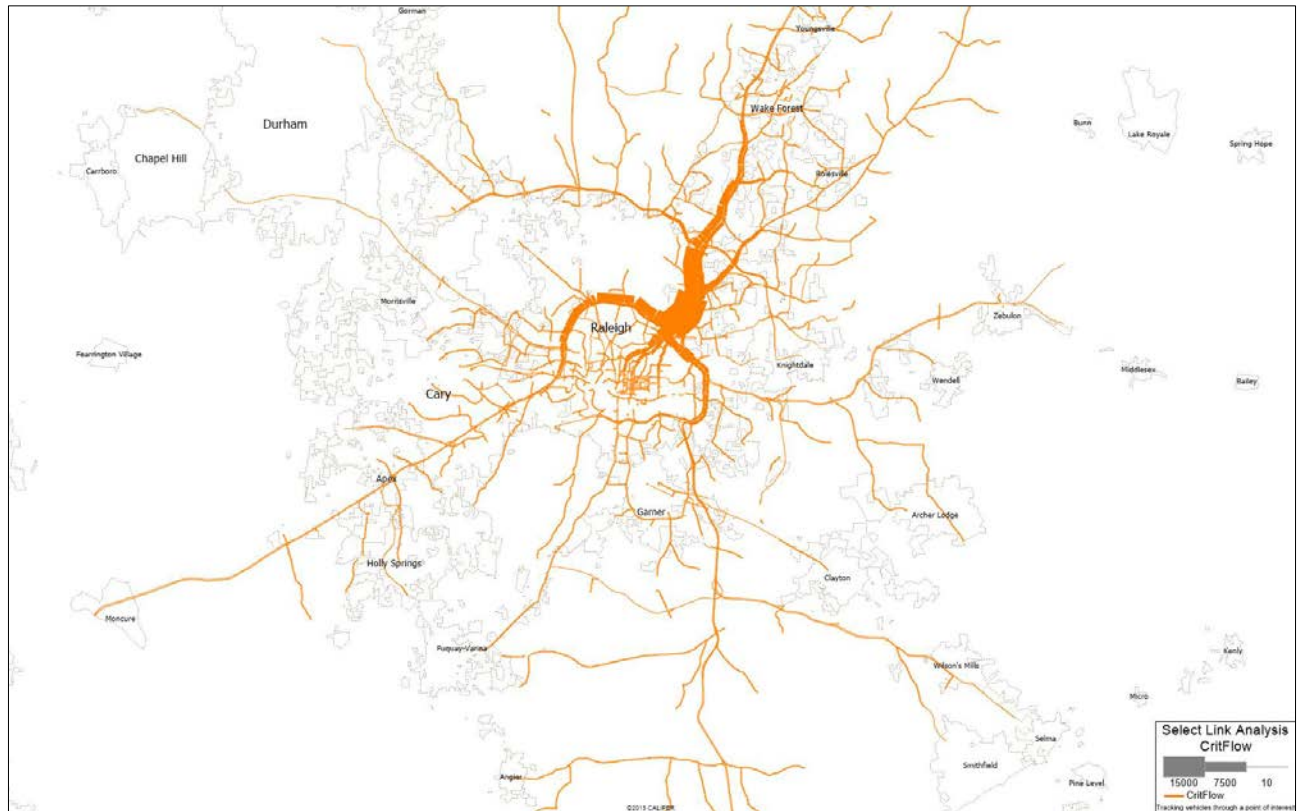 Gorman
Youngsville
Wake Forest
Durham
Bunn
Lake Royale
Spring Hope
Chapel Hill
Carrboro
Rolesville
Morrisville
Zebulon
Raleigh
Fearrington Village
Knightdale
Wendell
Middlesex
Bailey
Cary
Apex
Garner
Archer Lodge
Holly Springs
Clayton
Moncure
Fuquay-Varina
Wilson's Mills
Kenly
Micro
Selma
Smithfield
Angier
Pine Level
Select Link Analysis
CritFlow
15000 7500 10
CritFlow
Tracking vehicles through a point of interest
©2015 CALIPER